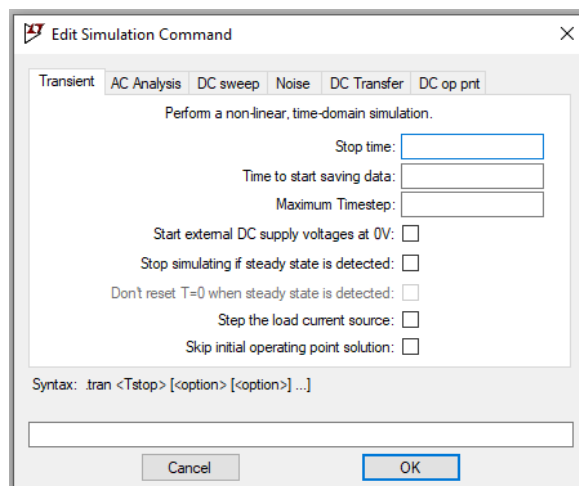 Edit Simulation Command
Transient AC Analysis DC sweep Noise DC Transfer DC op pnt
Perform a non-linear, time-domain simulation.
Stop time:
Time to start saving data:
Maximum Timestep:
Start external DC supply voltages at 0V:
Stop simulating if steady state is detected:
Don't reset T=0 when steady state is detected:
Step the load current source:
Skip initial operating point solution:
Syntax: .tran <Tstop> [<option> [<option>] ...]
Cancel OK